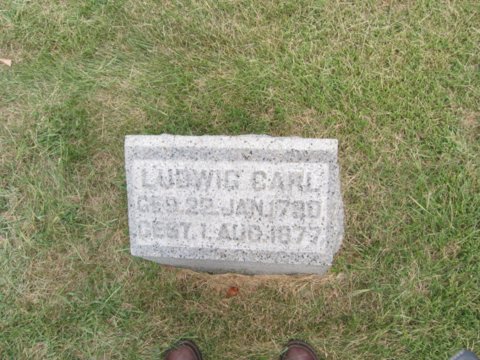 LUDWIG CARL
GEB. 22. JAN. 1790
GEST. 1. AUG. 1877